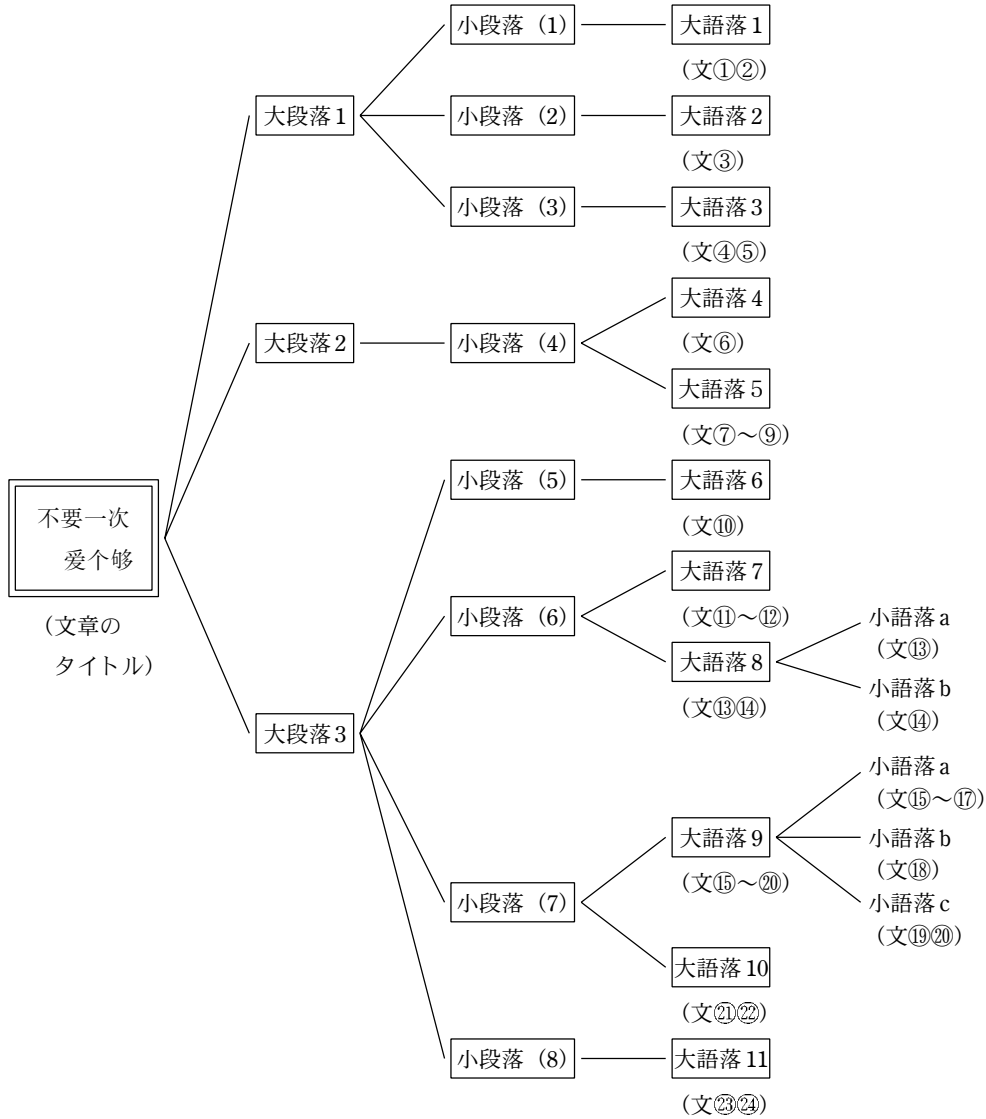 小段落（1）
大語落1
（文①②）
大段落1
小段落（2）
大語落2
（文③）
小段落（3）
大語落3
（文④⑤）
大語落4
大段落2
小段落（4）
（文⑥）
大語落5
（文⑦～⑨）
小段落（5）
大語落6
不要一次
爱个够
（文⑩）
（文章の
タイトル）
大語落7
小段落（6）
（文⑪～⑫）
小語落a
（文⑬）
大語落8
小語落b
（文⑬⑭）
（文⑭）
大段落3
小語落a
（文⑮～⑰）
大語落9
小語落b
（文⑮～⑳）
（文⑱）
小段落（7）
小語落c
（文⑲⑳）
大語落10
（文㉑㉒）
小段落（8）
大語落11
（文㉓㉔）